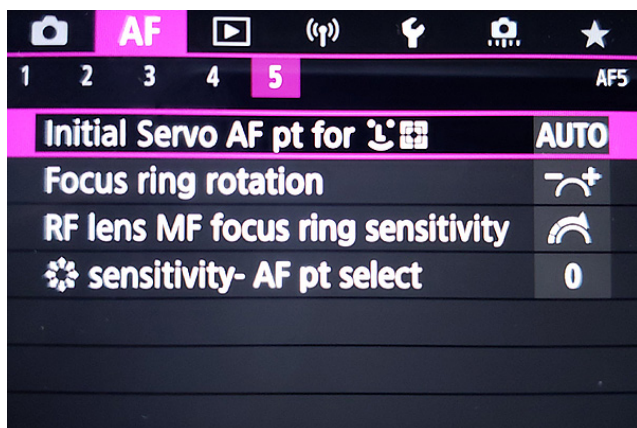 AF
1 2 3 4 5 AF5
Initial Servo AF pt for AUTO
Focus ring rotation
RF lens MF focus ring sensitivity
sensitivity- AF pt select 0